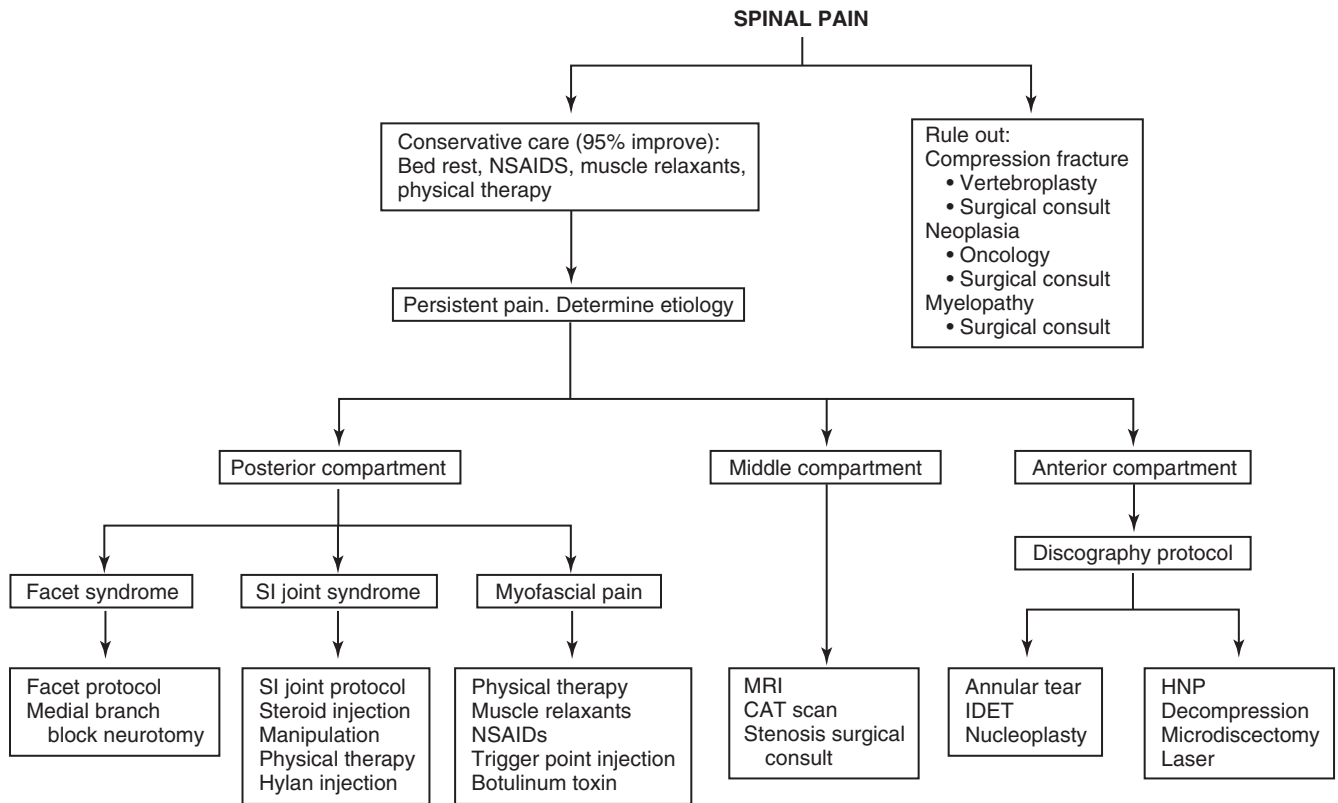 SPINAL PAIN
Conservative care (95% improve):
Bed rest, NSAIDS, muscle relaxants,
physical therapy
Rule out:
Compression fracture
• Vertebroplasty
• Surgical consult
Neoplasia
• Oncology
• Surgical consult
Myelopathy
• Surgical consult
Persistent pain. Determine etiology
Posterior compartment
Middle compartment
Anterior compartment
Discography protocol
Facet syndrome
SI joint syndrome
Myofascial pain
Facet protocol
Medial branch
block neurotomy
SI joint protocol
Steroid injection
Manipulation
Physical therapy
Hylan injection
Physical therapy
Muscle relaxants
NSAIDs
Trigger point injection
Botulinum toxin
MRI
CAT scan
Stenosis surgical
consult
Annular tear
IDET
Nucleoplasty
HNP
Decompression
Microdiscectomy
Laser